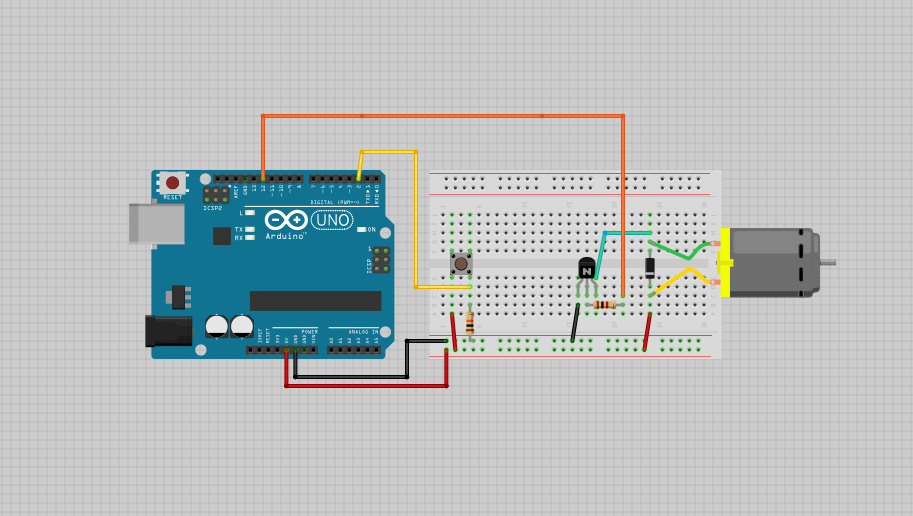 RESET
ICSP2
AREF
GND
13
12
~11
~10
~9
8
7
~6
~5
4
~3
2
TX▶1
RX◀0
DIGITAL (PWM=~)
L
TX
RX
UNO
Arduino™
ON
ICSP
1
N
IOREF
RESET
3V3
5V
GND
GND
VIN
POWER
ANALOG IN
A0
A1
A2
A3
A4
A5